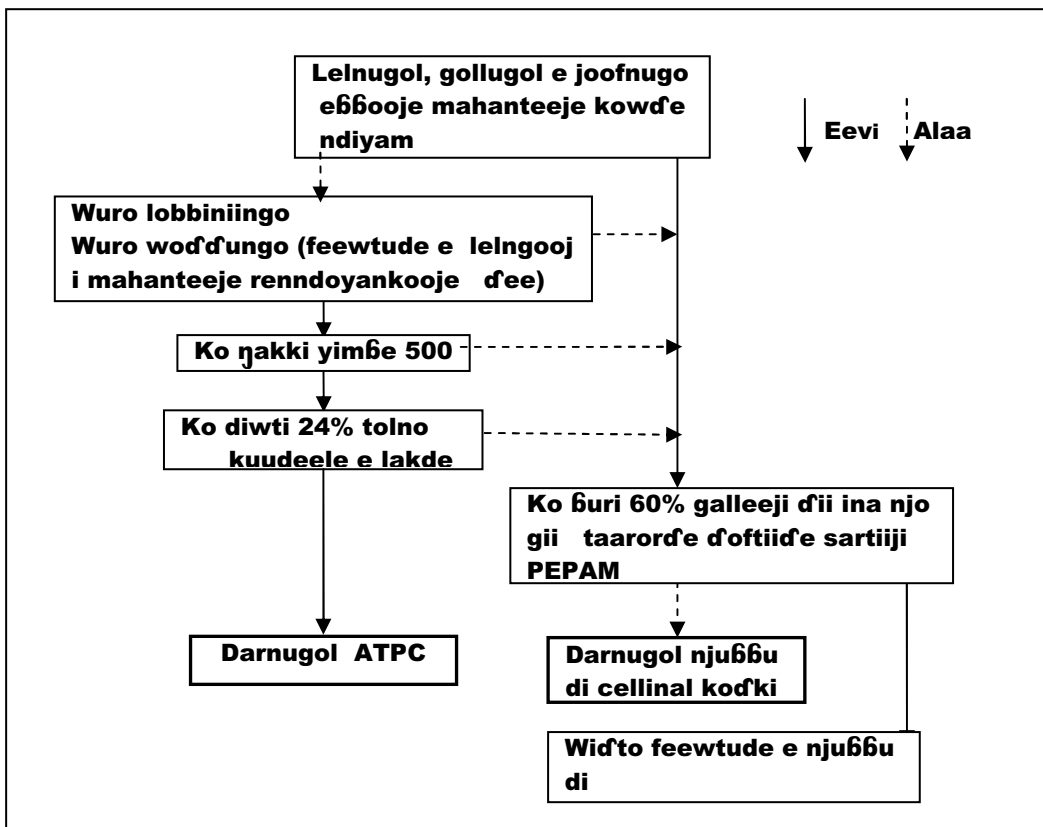 Lelnugol, gollugol e joofnugo
eɓɓooje mahanteeje kowɗe
ndiyam
Eevi
Alaa
Wuro lobbiniingo
Wuro woɗɗungo (feewtude e lelngooj
i mahanteeje renndoyankooje ɗee)
Ko ŋakki yimɓe 500
Ko diwti 24% tolno
kuudeele e lakde
Ko ɓuri 60% galleeji ɗii ina njo
gii taarorɗe ɗoftiiɗe sartiiji
PEPAM
Darnugol ATPC
Darnugol njuɓɓu
di cellinal koɗki
Wiɗto feewtude e njuɓɓu
di